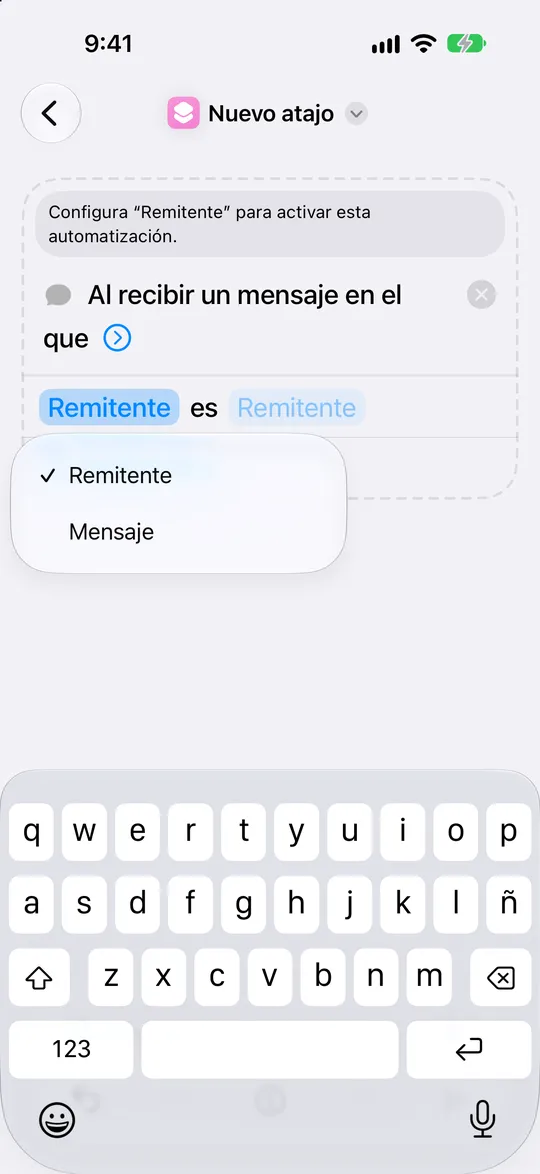 9:41
Nuevo atajo
Configura “Remitente” para activar esta
automatización.
Al recibir un mensaje en el
que
Remitente es Remitente
✓ Remitente
Mensaje
q w e r t y u i o p
a s d f g h j k l ñ
z x c v b n m
123